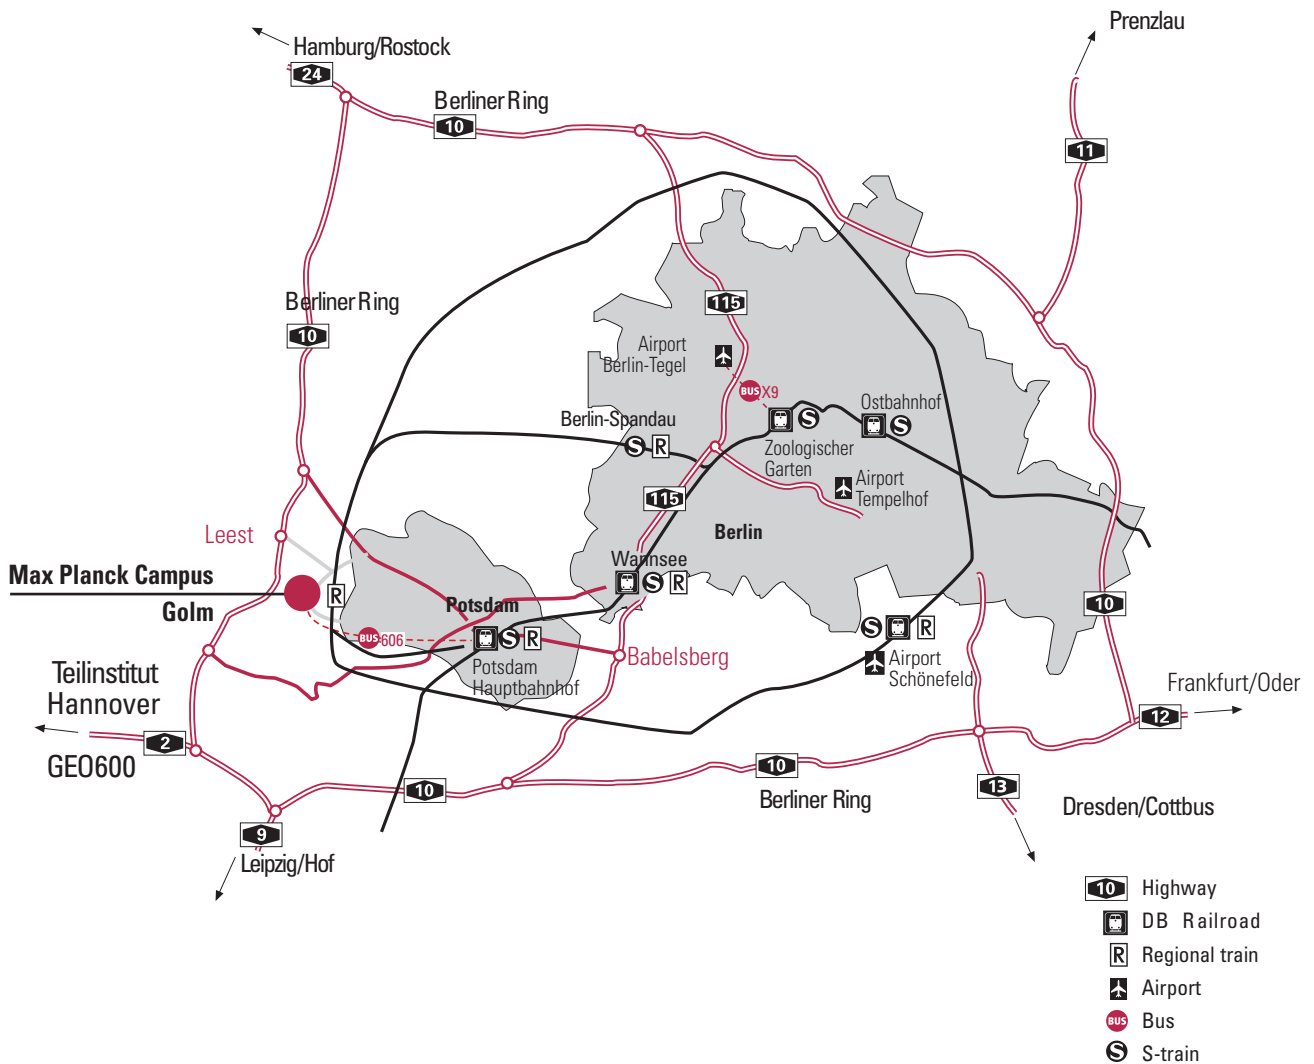 Prenzlau
Hamburg/Rostock
24
Berliner Ring
10
11
Berliner Ring
10
115
Airport
Berlin-Tegel
BUS X9
Ostbahnhof
S
S
Berlin-Spandau
S R
Zoologischer
Garten
Airport
Tempelhof
115
Berlin
Leest
Wannsee
S R
Max Planck Campus
Golm
R
Potsdam
BUS 606
S R
Potsdam
Hauptbahnhof
Babelsberg
S R
Airport
Schönefeld
10
Teilinstitut
Hannover
2
GEO600
Frankfurt/Oder
12
10
10
Berliner Ring
13
Dresden/Cottbus
9
Leipzig/Hof
10 Highway
DB Railroad
R Regional train
Airport
BUS Bus
S S-train